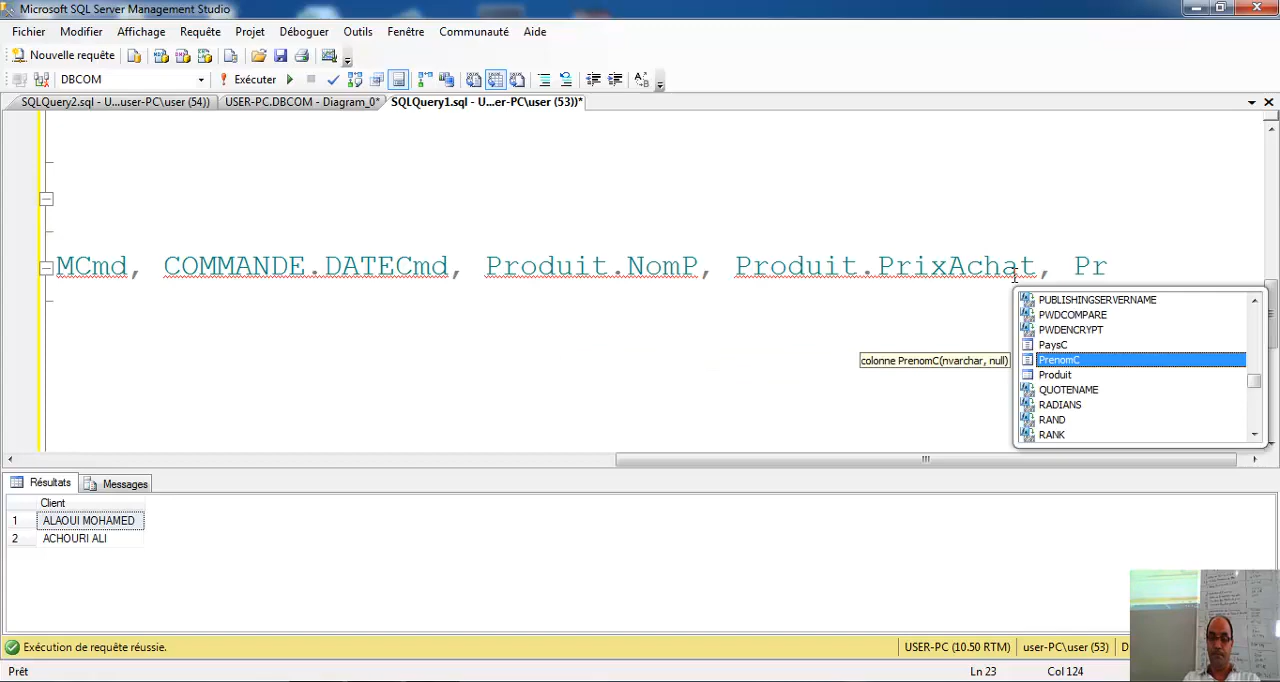 Microsoft SQL Server Management Studio
Fichier Modifier Affichage Requête Projet Déboguer Outils Fenêtre Communauté Aide
Nouvelle requête
DBCOM Exécuter
SQLQuery2.sql - U...user-PC\user (54)) USER-PC.DBCOM - Diagram_0* SQLQuery1.sql - U...er-PC\user (53))*
MCmd, COMMANDE.DATECmd, Produit.NomP, Produit.PrixAchat, Pr
PUBLISHINGSERVERNAME
PWDCOMPARE
PWDENCRYPT
PaysC
colonne PrenomC(nvarchar, null) PrenomC
Produit
QUOTENAME
RADIANS
RAND
RANK
Résultats Messages
Client
1 ALAOUI MOHAMED
2 ACHOURI ALI
Exécution de requête réussie. USER-PC (10.50 RTM) user-PC\user (53) D
Prêt Ln 23 Col 124